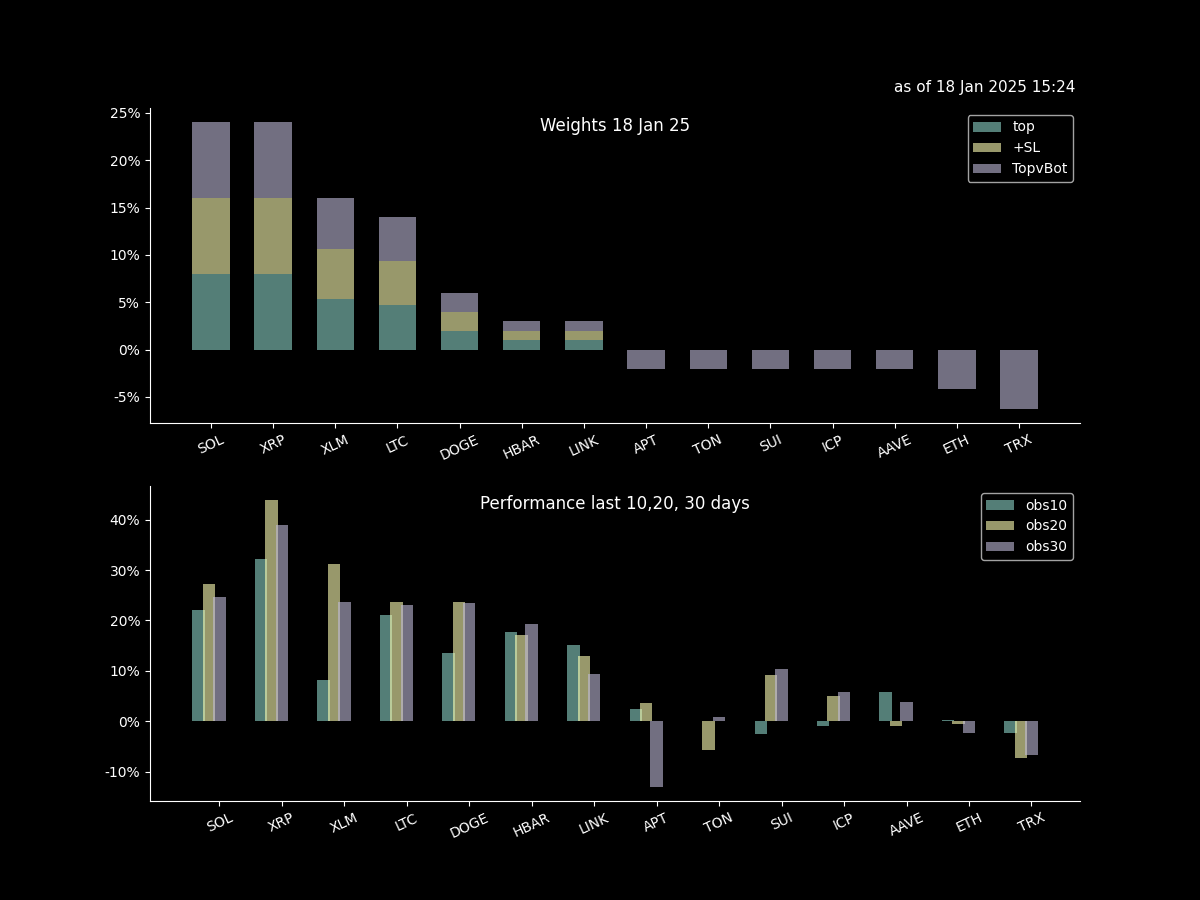 as of 18 Jan 2025 15:24
Weights 18 Jan 25
top
+SL
TopvBot
25%
20%
15%
10%
5%
0%
-5%
SOL XRP XLM LTC DOGE HBAR LINK APT TON SUI ICP AAVE ETH TRX
Performance last 10,20, 30 days
obs10
obs20
obs30
40%
30%
20%
10%
0%
-10%
SOL XRP XLM LTC DOGE HBAR LINK APT TON SUI ICP AAVE ETH TRX